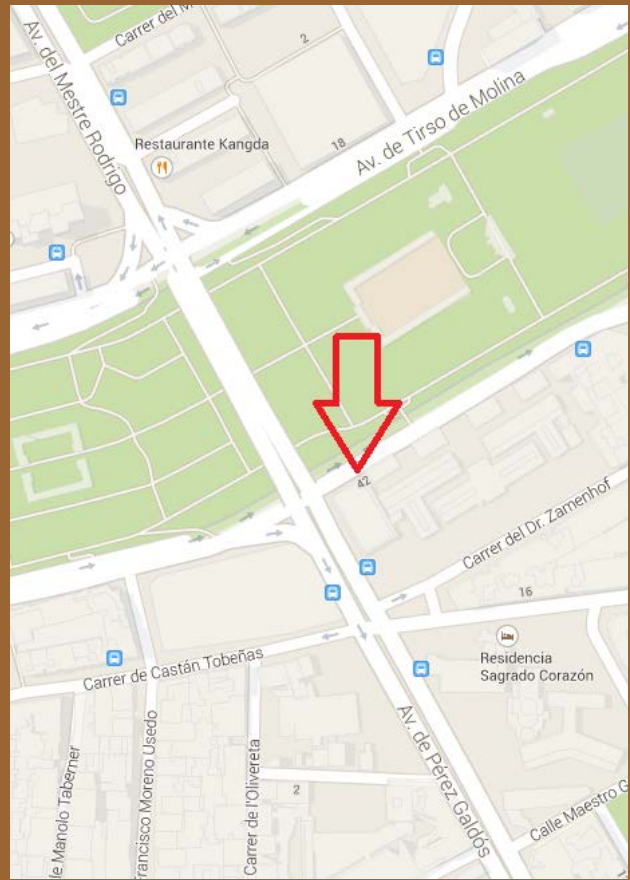 Carrer del M
Av. del Mestre Rodrigo
2
Restaurante Kangda
18
Av. de Tirso de Molina
42
Carrer del Dr. Zamenhof
16
Residencia
Sagrado Corazón
Carrer de Castán Tobeñas
Av. de Pérez Galdós
le Manolo Taberner
rancisco Moreno Usedo
Carrer de l'Olivereta
2
Calle Maestro G